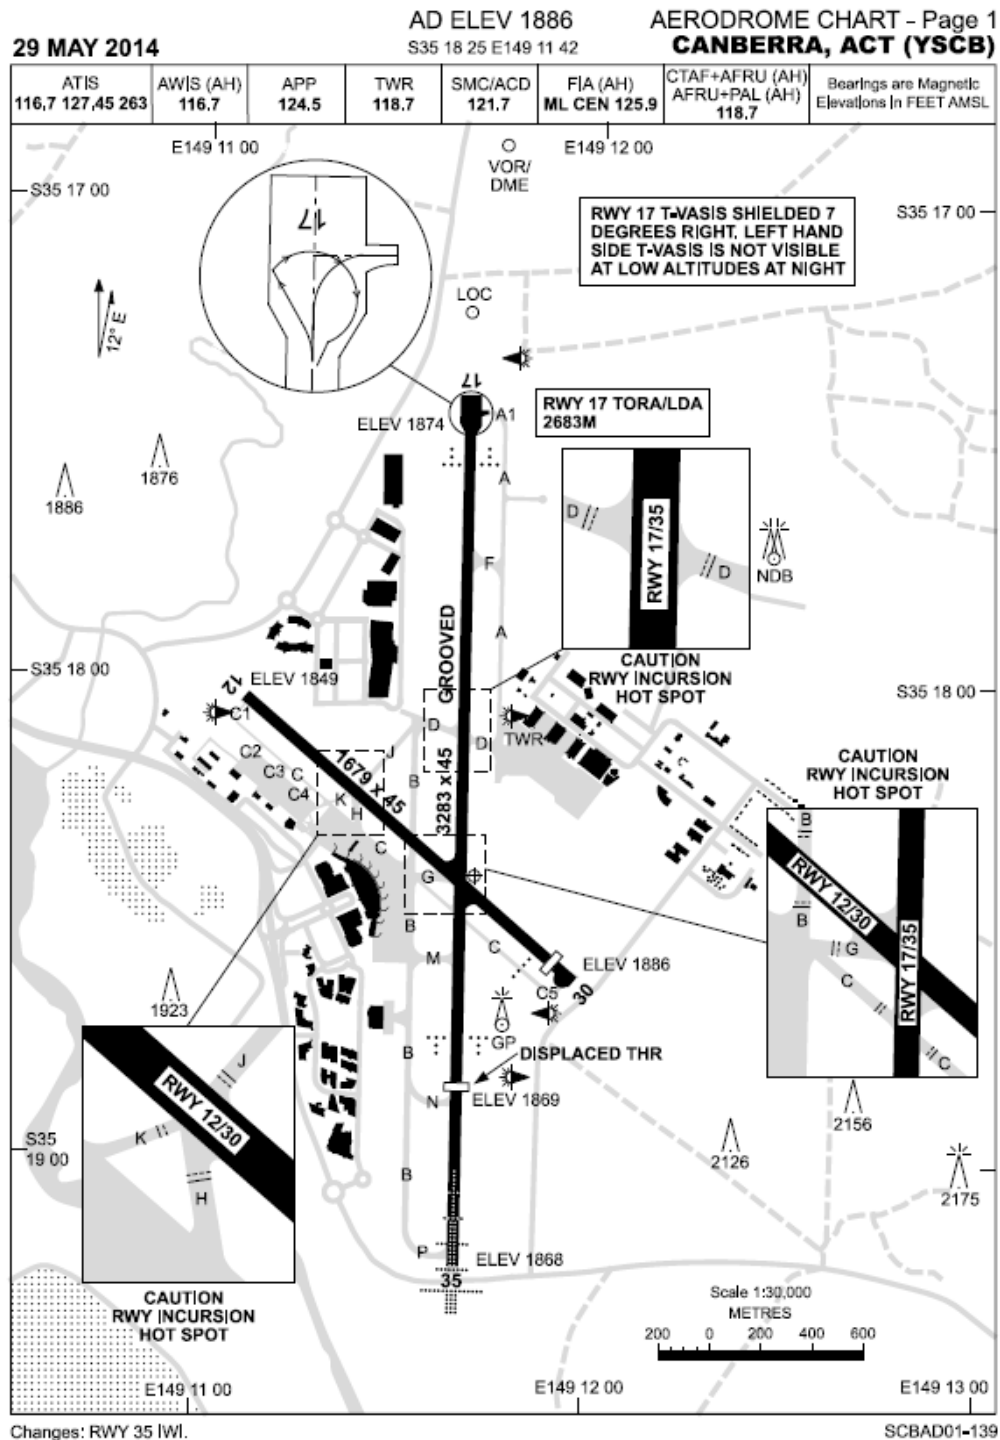 AD ELEV 1886
AERODROME CHART – Page 1
29 MAY 2014
S35 18 25 E149 11 42
CANBERRA, ACT (YSCB)
ATIS
116.7 127.45 263
AWIS (AH)
116.7
APP
124.5
TWR
118.7
SMC/ACD
121.7
FIA (AH)
ML CEN 125.9
CTAF+AFRU (AH)
AFRU+PAL (AH)
118.7
Bearings are Magnetic
Elevations in FEET AMSL
E149 11 00
VOR/
DME
E149 12 00
S35 17 00
S35 17 00
RWY 17 T-VASIS SHIELDED 7
DEGREES RIGHT. LEFT HAND
SIDE T-VASIS IS NOT VISIBLE
AT LOW ALTITUDES AT NIGHT
17
LOC
12° E
17
RWY 17 TORA/LDA
2683M
ELEV 1874
A1
1876
1886
A
D
RWY 17/35
D
NDB
F
A
GROOVED
CAUTION
RWY INCURSION
HOT SPOT
S35 18 00
S35 18 00
ELEV 1849
12
C1
D
D
TWR
C2
C3
C
C4
J
B
1679 x 45
K
H
3283 x 45
C
G
CAUTION
RWY INCURSION
HOT SPOT
B
RWY 12/30
B
G
C
RWY 17/35
C
B
M
C
ELEV 1886
C5
30
1923
GP
B
DISPLACED THR
N
ELEV 1869
J
RWY 12/30
K
H
S35
19 00
2156
2126
2175
B
P
ELEV 1868
35
CAUTION
RWY INCURSION
HOT SPOT
Scale 1:30,000
METRES
200 0 200 400 600
E149 11 00
E149 12 00
E149 13 00
Changes: RWY 35 IWI.
SCBAD01-139